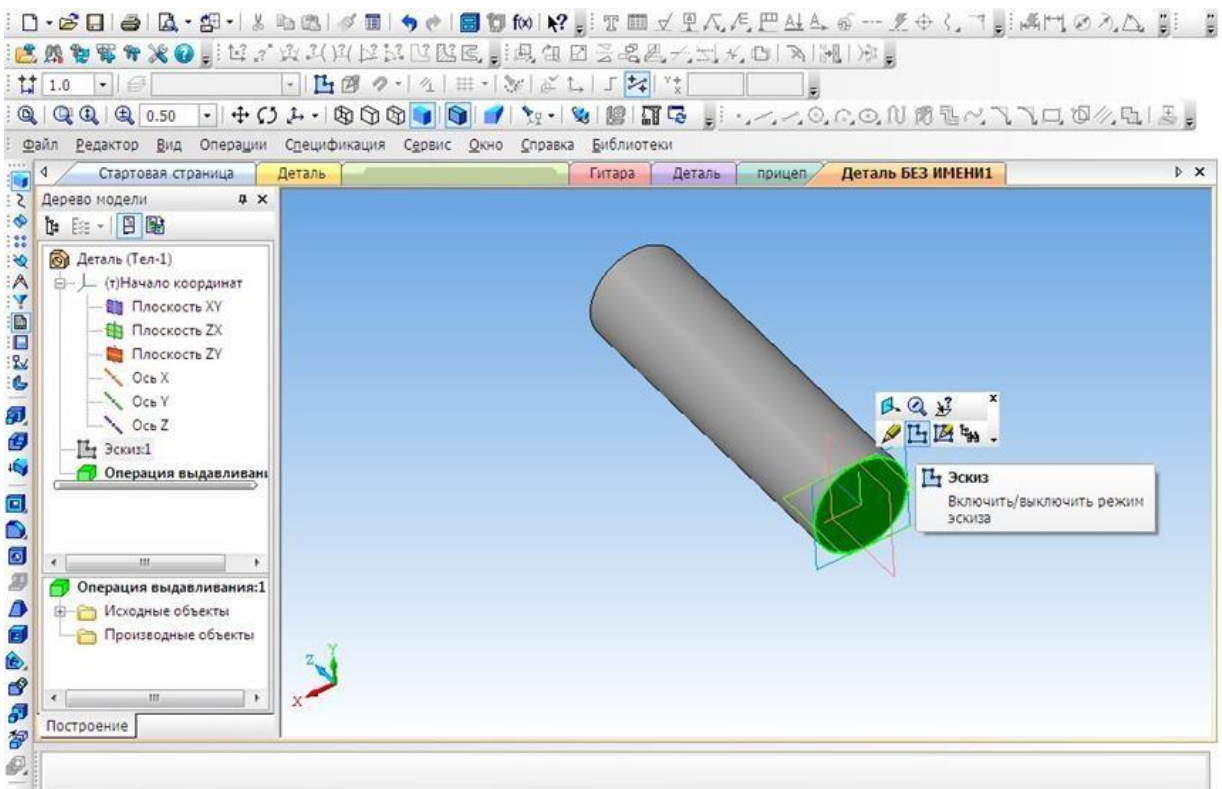 1.0
0.50
Файл Редактор Вид Операции Спецификация Сервис Окно Справка Библиотеки
Стартовая страница Деталь Гитара Деталь прицеп Деталь БЕЗ ИМЕНИ1
Дерево модели
Деталь (Тел-1)
(т)Начало координат
Плоскость XY
Плоскость ZX
Плоскость ZY
Ось X
Ось Y
Ось Z
Эскиз:1
Операция выдавливан
Операция выдавливания:1
Исходные объекты
Производные объекты
Построение
Эскиз
Включить/выключить режим
эскиза
Z Y
X